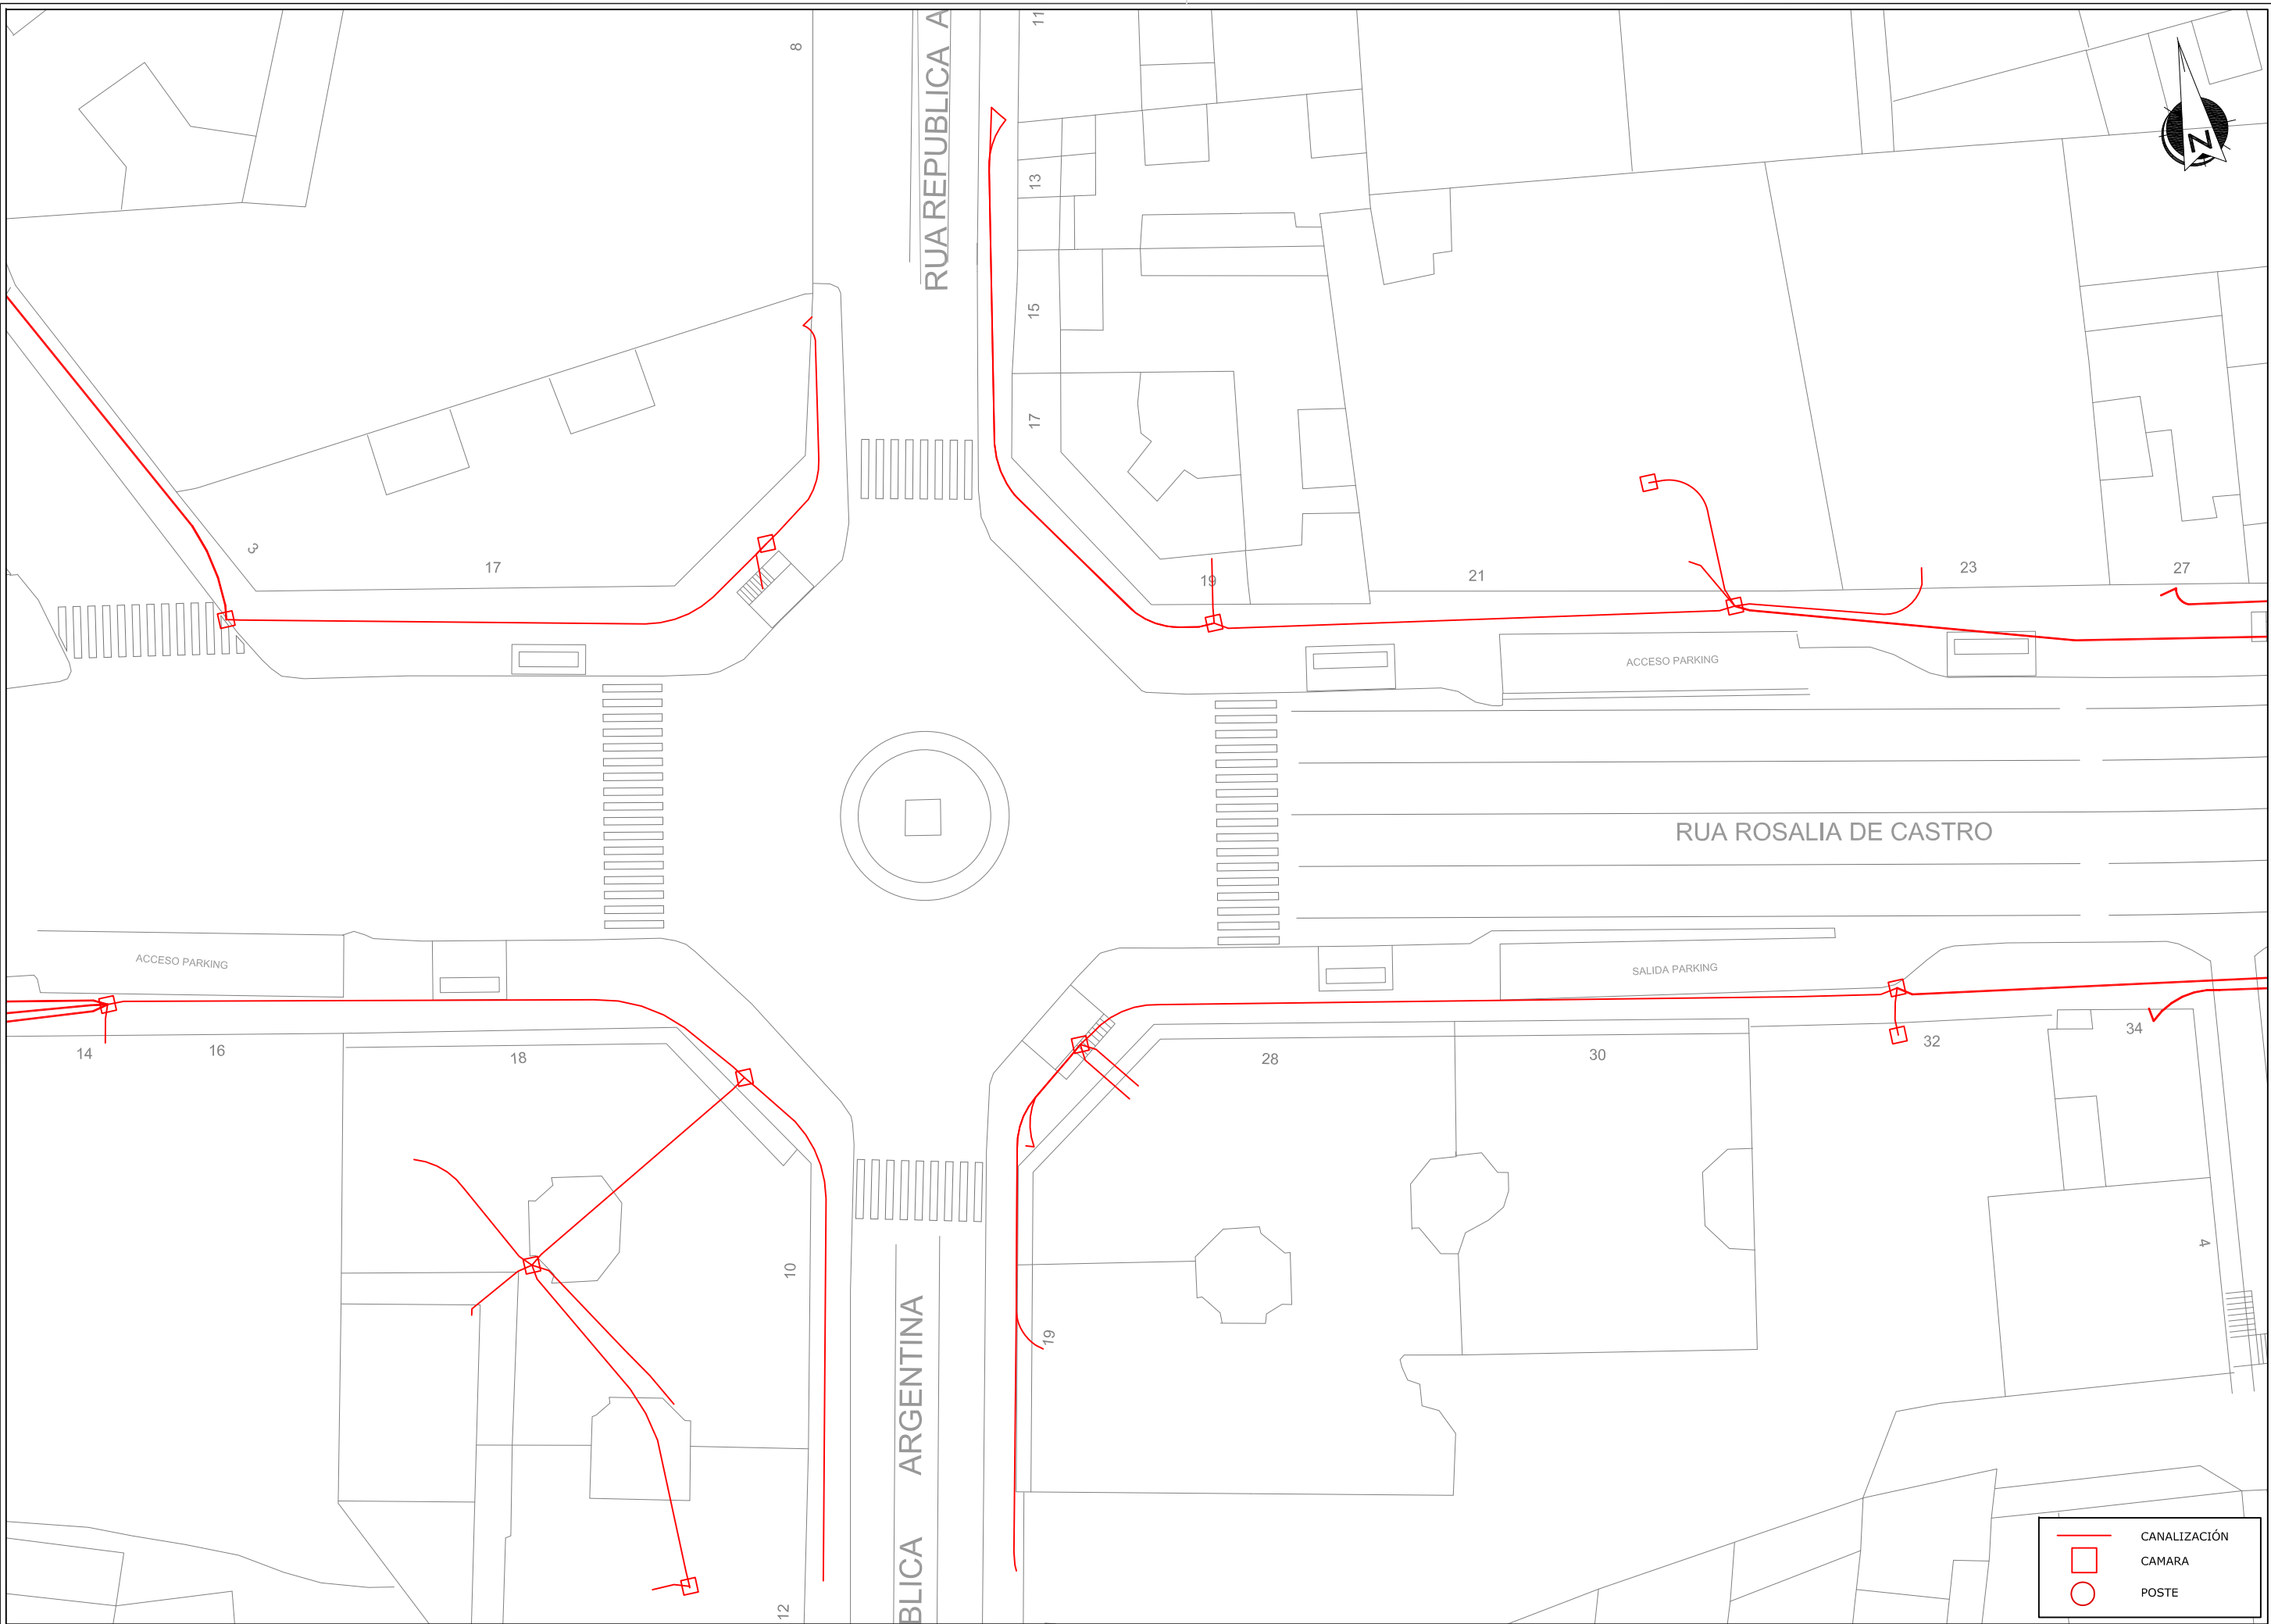 8
RUA REPUBLICA A
11
N
13
15
17
3
17
19
21
23
27
ACCESO PARKING
RUA ROSALIA DE CASTRO
ACCESO PARKING
SALIDA PARKING
14
16
18
28
30
32
34
10
19
4
BLICA ARGENTINA
12
CANALIZACIÓN
CAMARA
POSTE